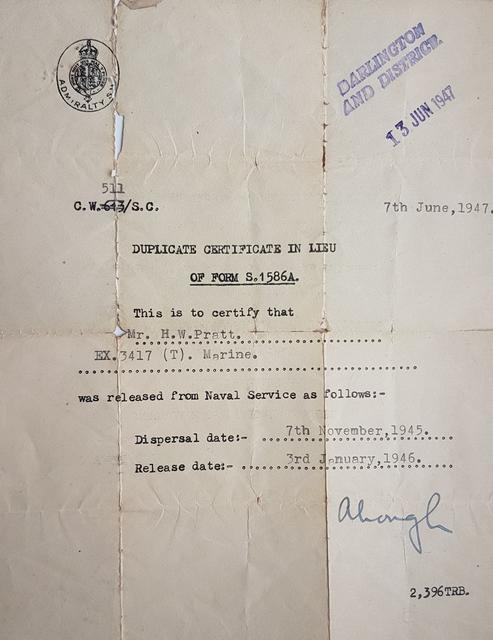 ADMIRALTY. S.W.
DARLINGTON
AND DISTRICT.
13 JUN 1947
511
C.W.643/S.C.
7th June,1947.
DUPLICATE CERTIFICATE IN LIEU
OF FORM S.1586A.
This is to certify that
Mr. H.W.Pratt.
EX.3417 (T). Marine.
was released from Naval Service as follows:-
Dispersal date:- 7th November,1945.
Release date:- 3rd January,1946.
2,396TRB.